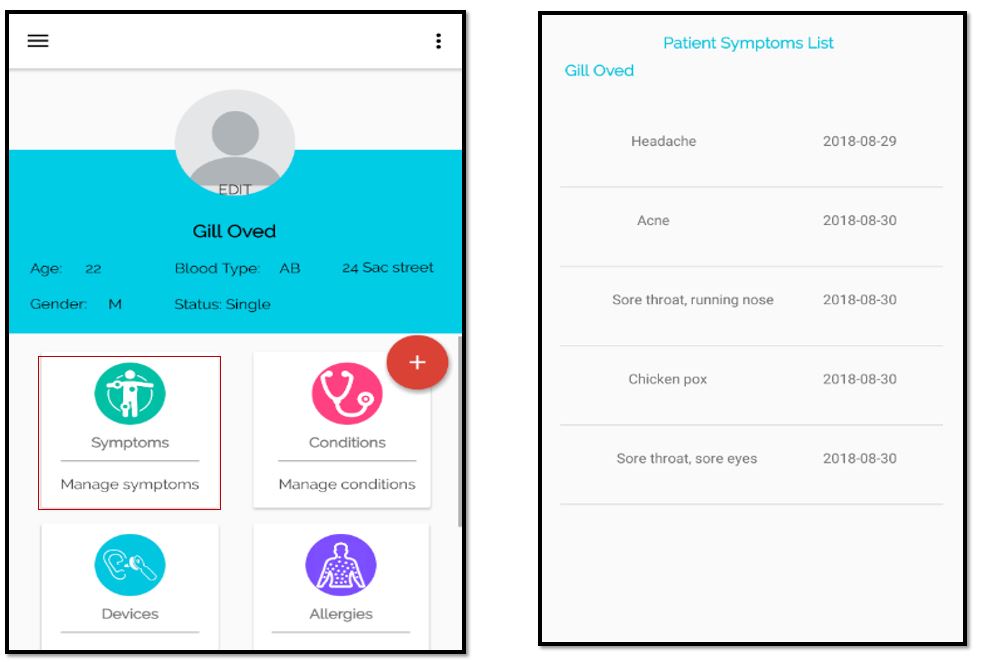 EDIT
Gill Oved
Age: 22 Blood Type: AB 24 Sac street
Gender: M Status: Single
+
Symptoms
Manage symptoms
Conditions
Manage conditions
Devices
Allergies
Patient Symptoms List
Gill Oved
Headache 2018-08-29
Acne 2018-08-30
Sore throat, running nose 2018-08-30
Chicken pox 2018-08-30
Sore throat, sore eyes 2018-08-30